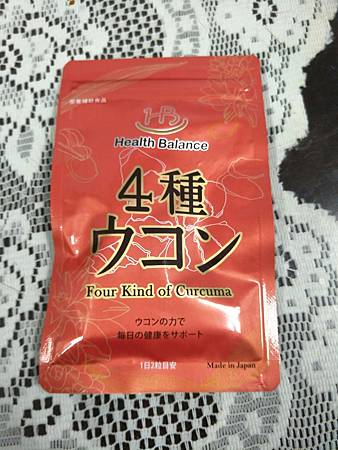 栄養補助食品
HB
Health Balance
4種
ウコン
Four Kind of Curcuma
ウコンの力で
毎日の健康をサポート
1日2粒目安
Made in Japan